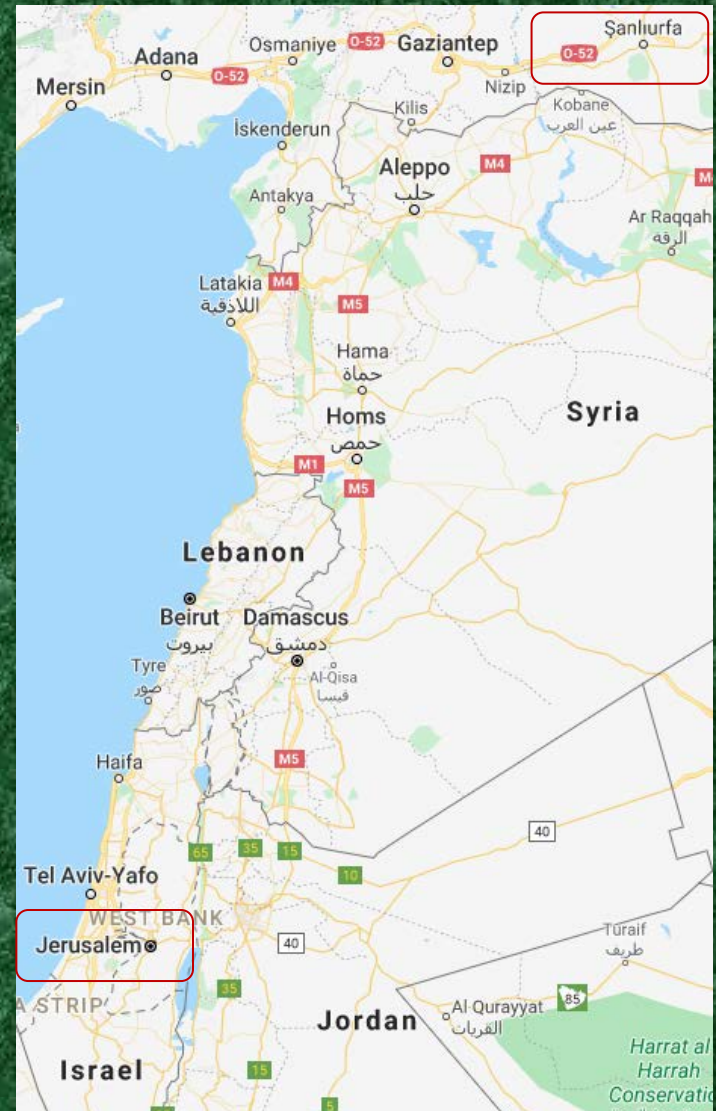 Şanlıurfa
Osmaniye
O-52
Gaziantep
Adana
O-52
O-52
Mersin
Nizip
Kilis
Kobane
عين العرب
İskenderun
Aleppo
حلب
M4
Antakya
Ar Raqqah
الرقة
Latakia
اللاذقية
M4
M5
Hama
حماة
Homs
حمص
Syria
M1
M5
Lebanon
Beirut
بيروت
Damascus
دمشق
Tyre
صور
Al-Qisa
قيسا
M5
Haifa
40
65
35
15
10
Tel Aviv-Yafo
WEST BANK
Jerusalem
40
Turaif
طريف
35
85
A STRIP
Al Qurayyat
القريات
Jordan
Harrat al
Harrah
Israel
15
5